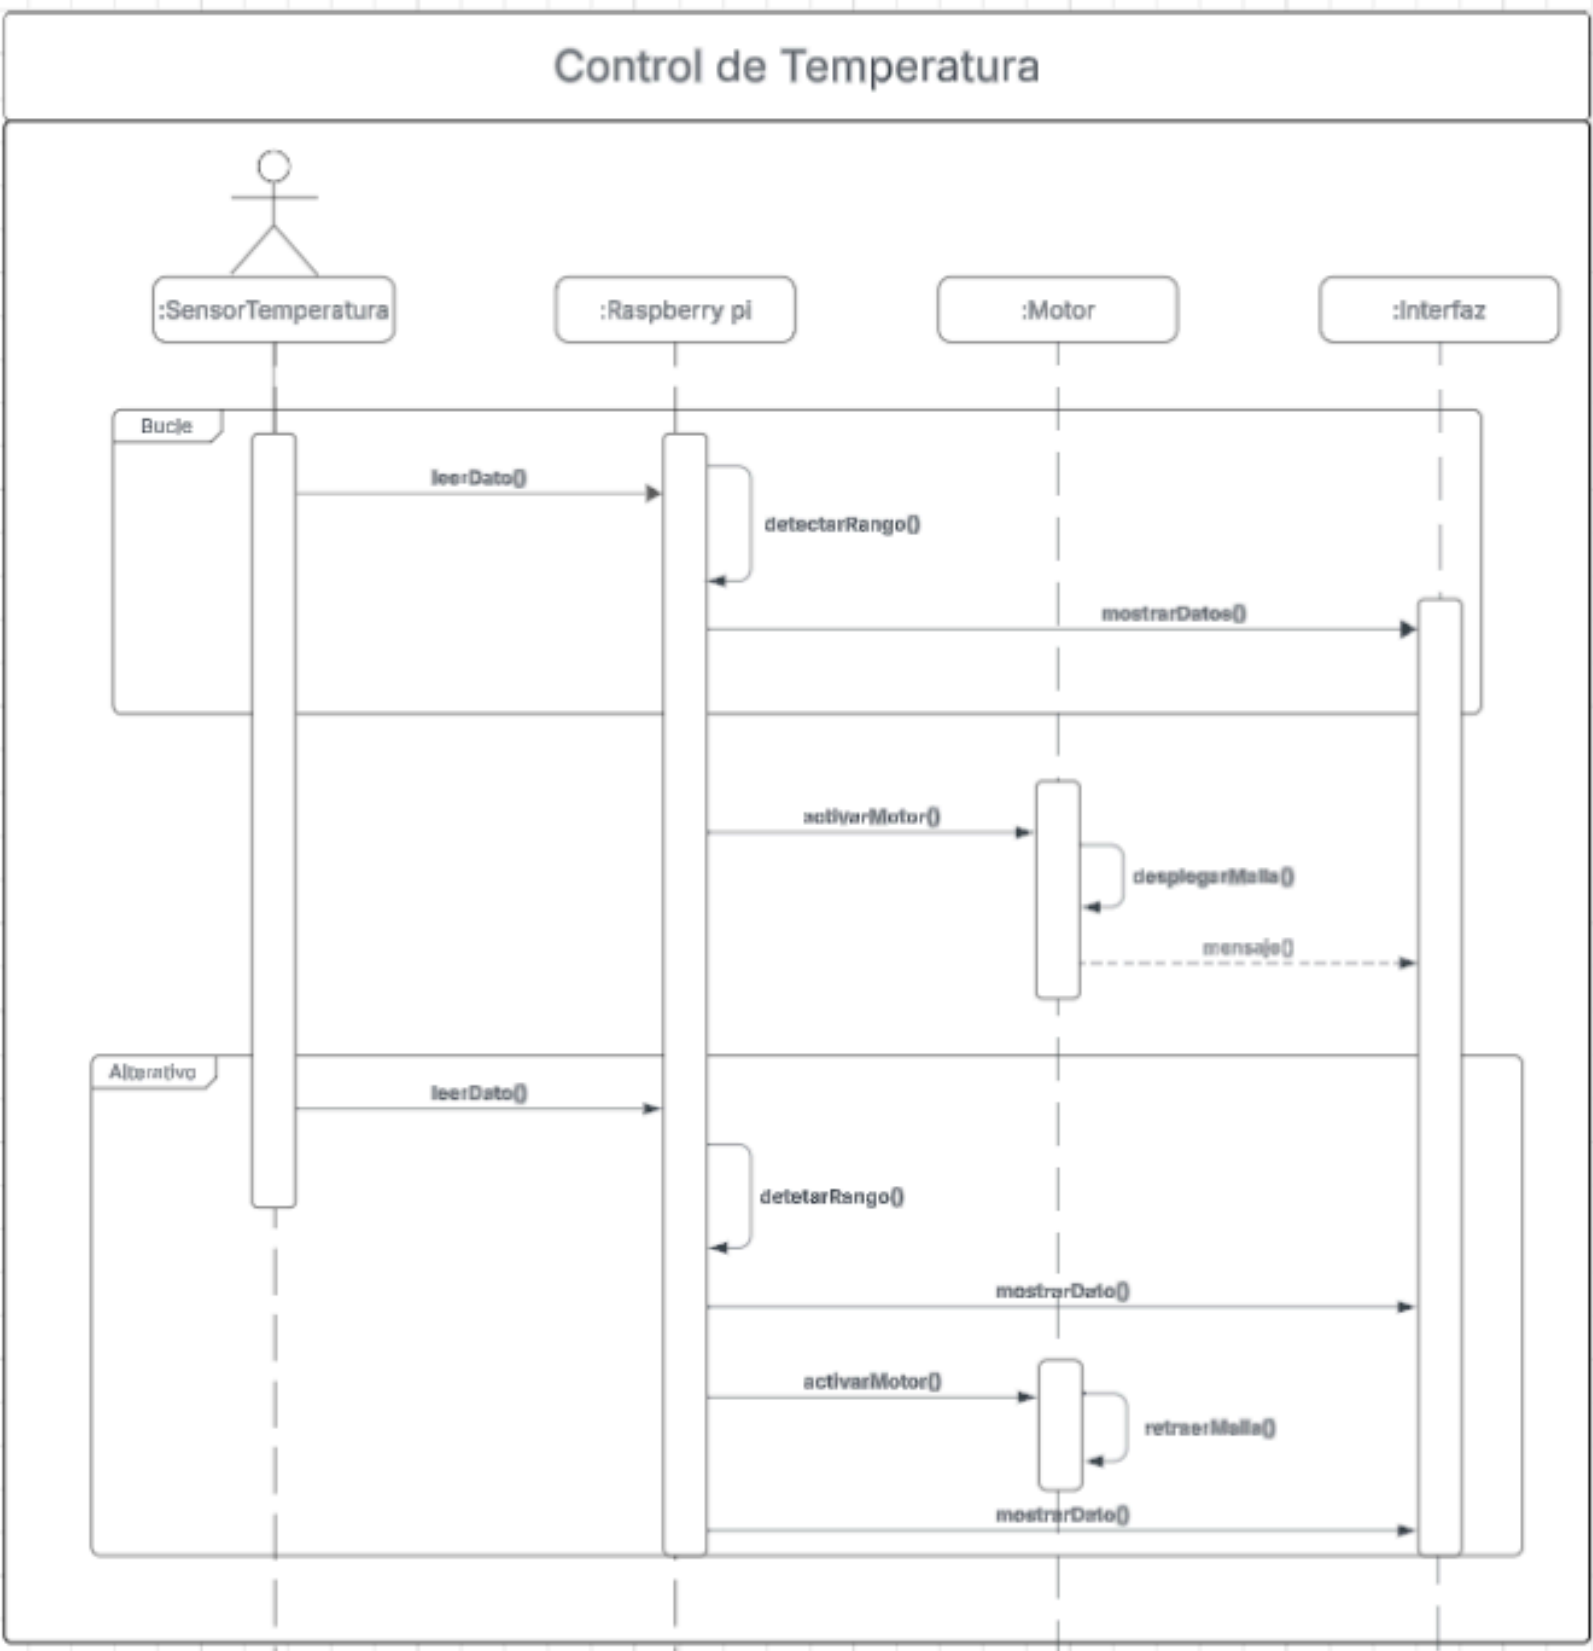 Control de Temperatura
:SensorTemperatura
:Raspberry pi
:Motor
:Interfaz
Bucle
leerDato()
detectarRango()
mostrarDatos()
activarMotor()
desplegarMalla()
mensaje()
Alterativo
leerDato()
detetarRango()
mostrarDato()
activarMotor()
retraerMalla()
mostrarDato()